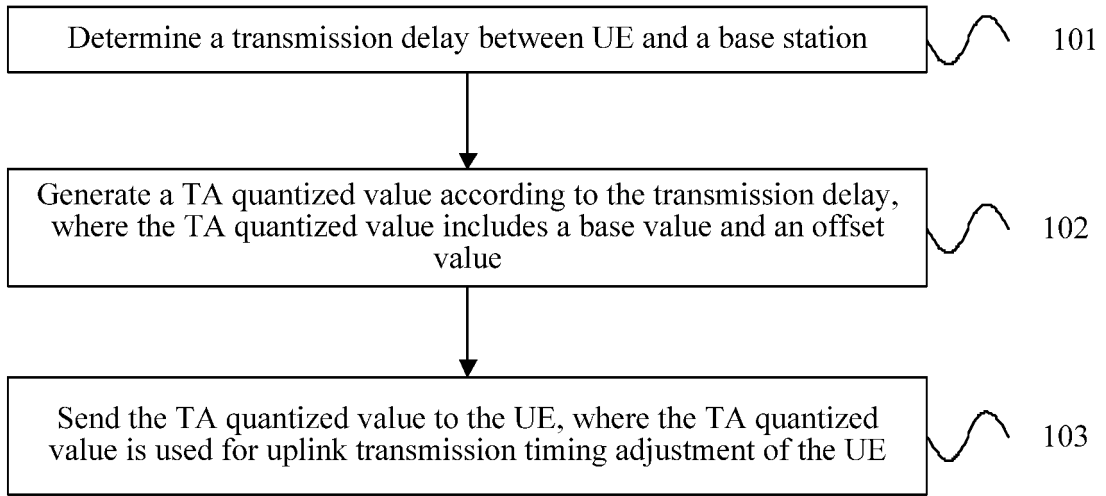 Determine a transmission delay between UE and a base station
101
Generate a TA quantized value according to the transmission delay,
where the TA quantized value includes a base value and an offset
value
102
Send the TA quantized value to the UE, where the TA quantized
value is used for uplink transmission timing adjustment of the UE
103